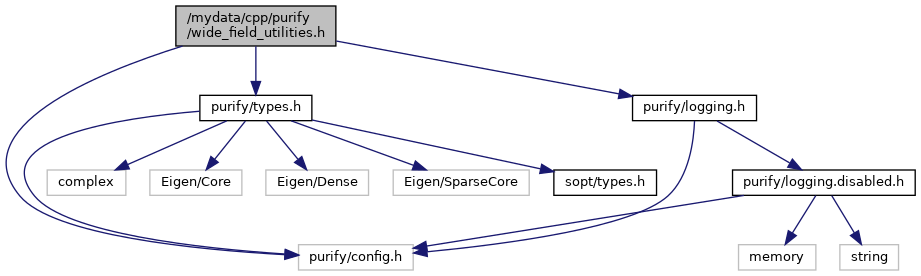 /mydata/cpp/purify
/wide_field_utilities.h
purify/types.h
purify/logging.h
complex
Eigen/Core
Eigen/Dense
Eigen/SparseCore
sopt/types.h
purify/logging.disabled.h
purify/config.h
memory
string